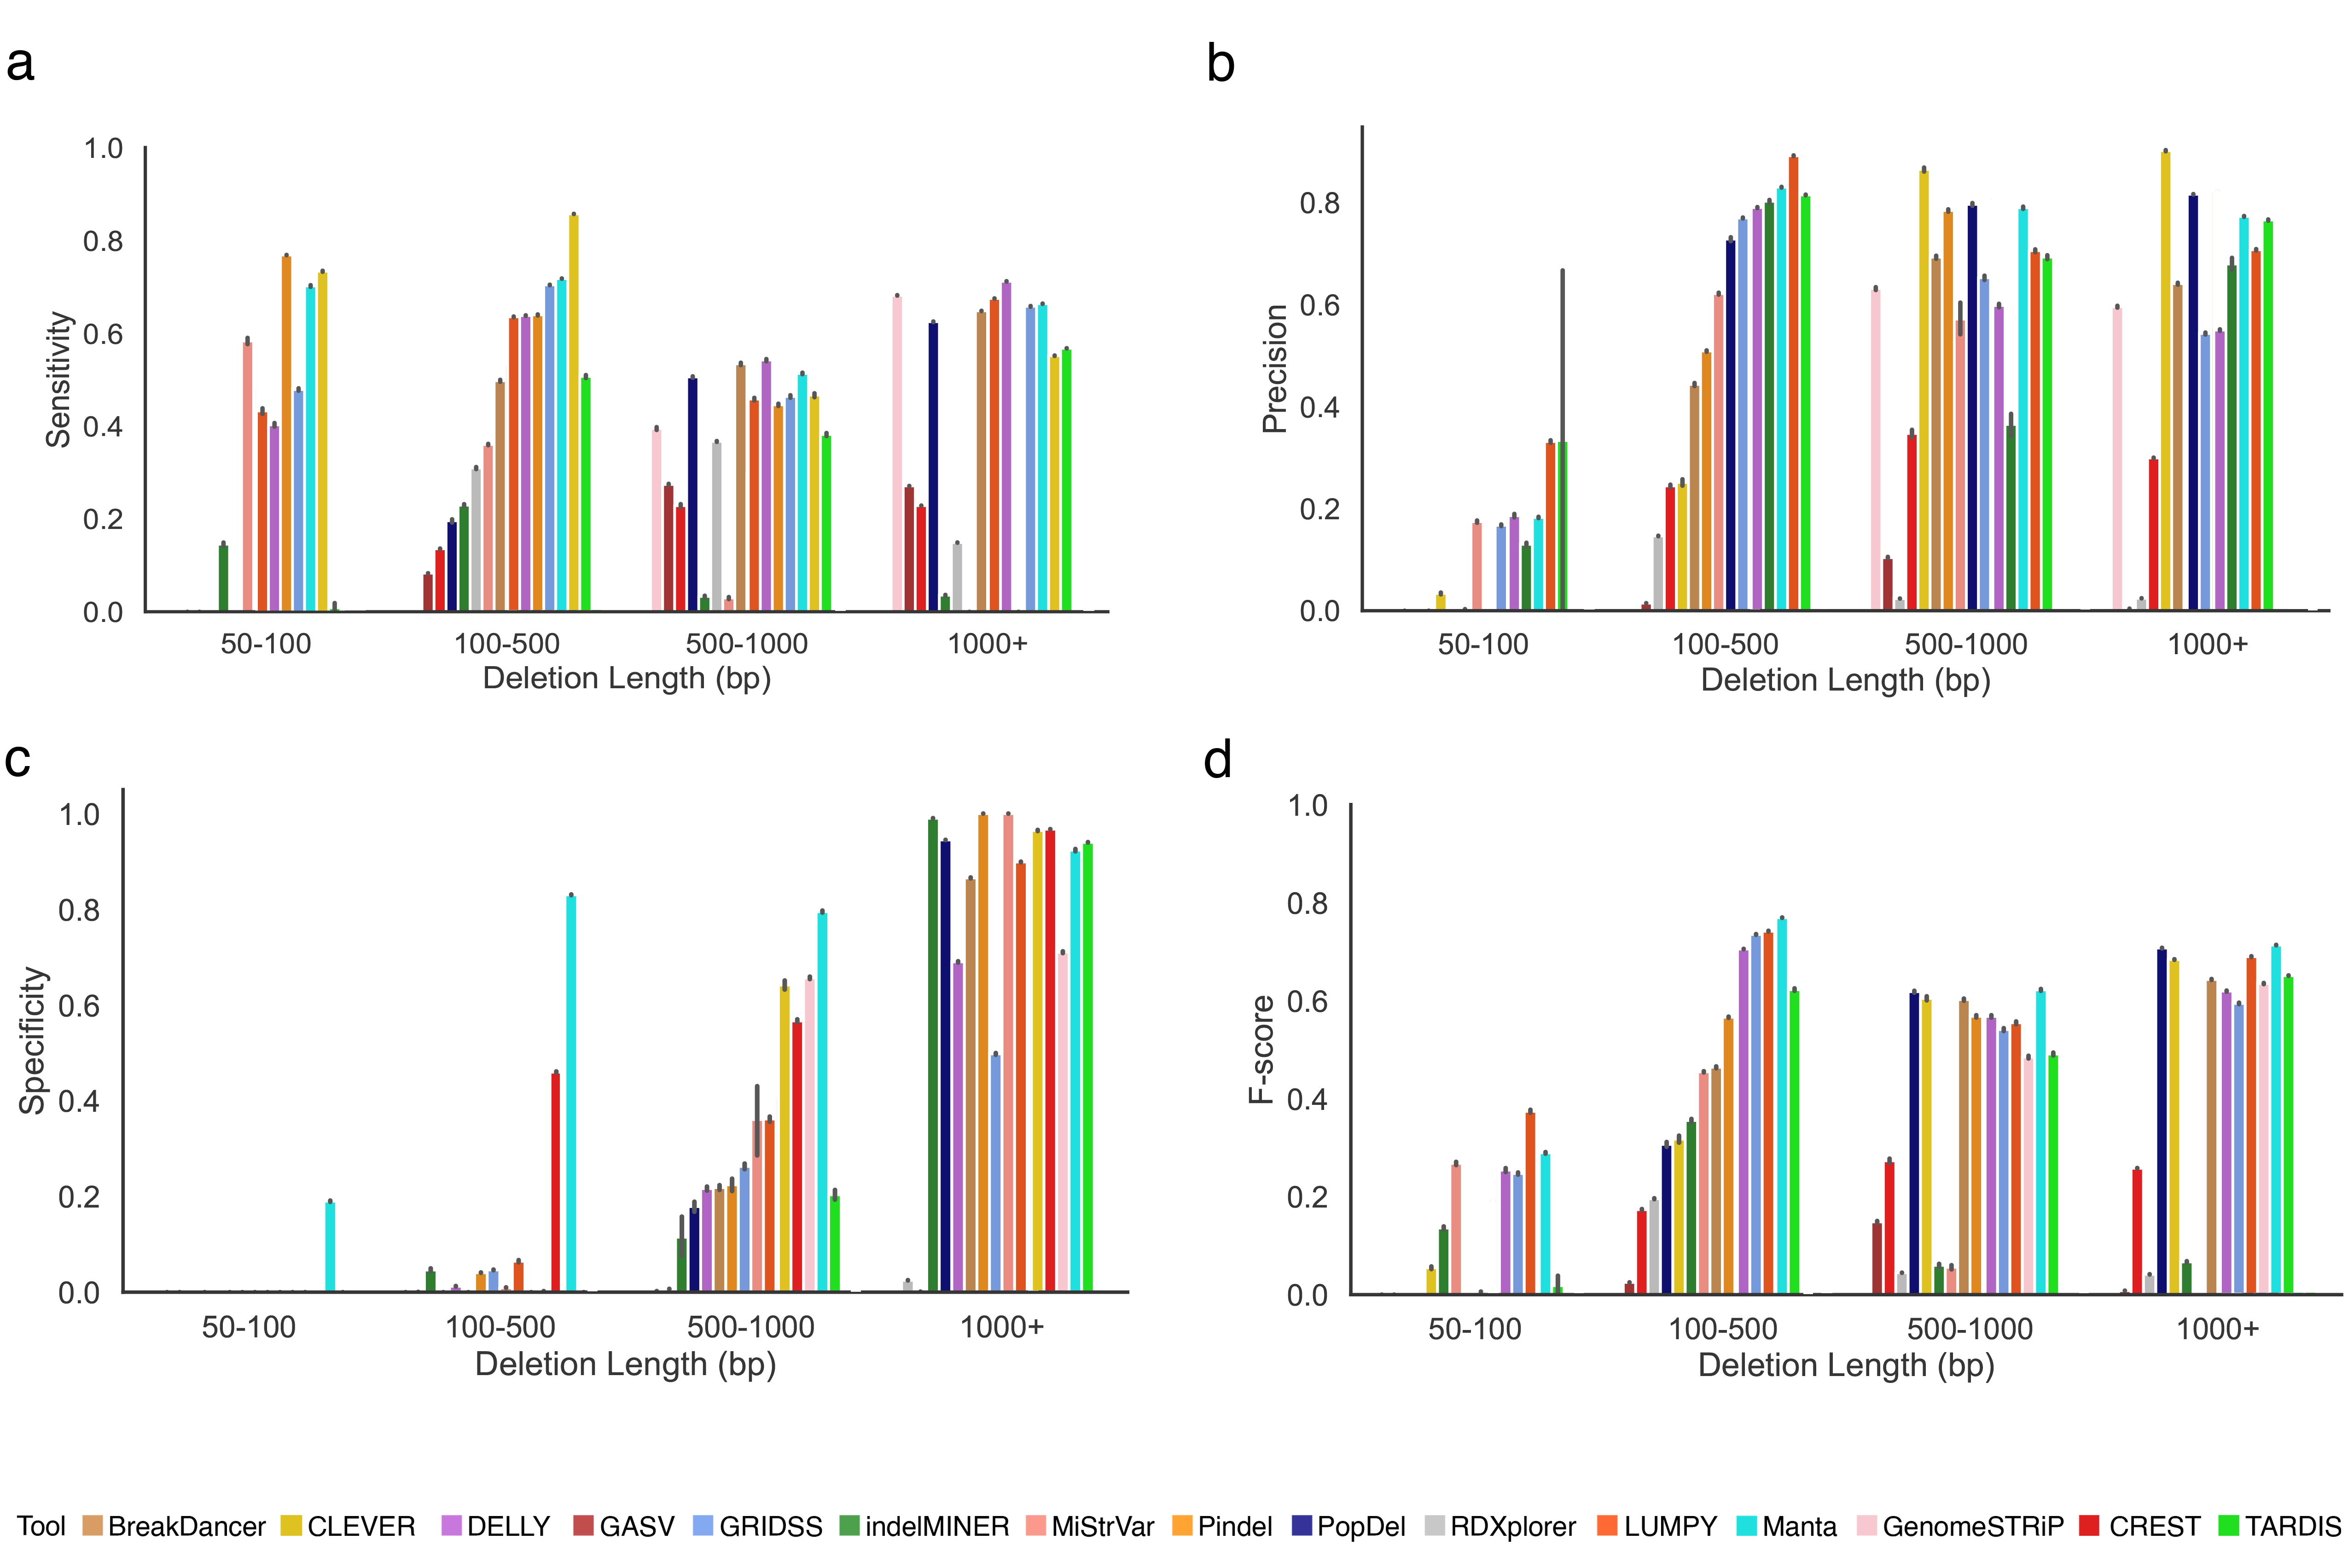 a
1.0
0.8
0.6
0.4
0.2
0.0
Sensitivity
50-100 100-500 500-1000 1000+
Deletion Length (bp)
b
0.8
0.6
0.4
0.2
0.0
Precision
50-100 100-500 500-1000 1000+
Deletion Length (bp)
c
1.0
0.8
0.6
0.4
0.2
0.0
Specificity
50-100 100-500 500-1000 1000+
Deletion Length (bp)
d
1.0
0.8
0.6
0.4
0.2
0.0
F-score
50-100 100-500 500-1000 1000+
Deletion Length (bp)
Tool BreakDancer CLEVER DELLY GASV GRIDSS indelMINER MiStrVar Pindel PopDel RDXplorer LUMPY Manta GenomeSTRiP CREST TARDIS